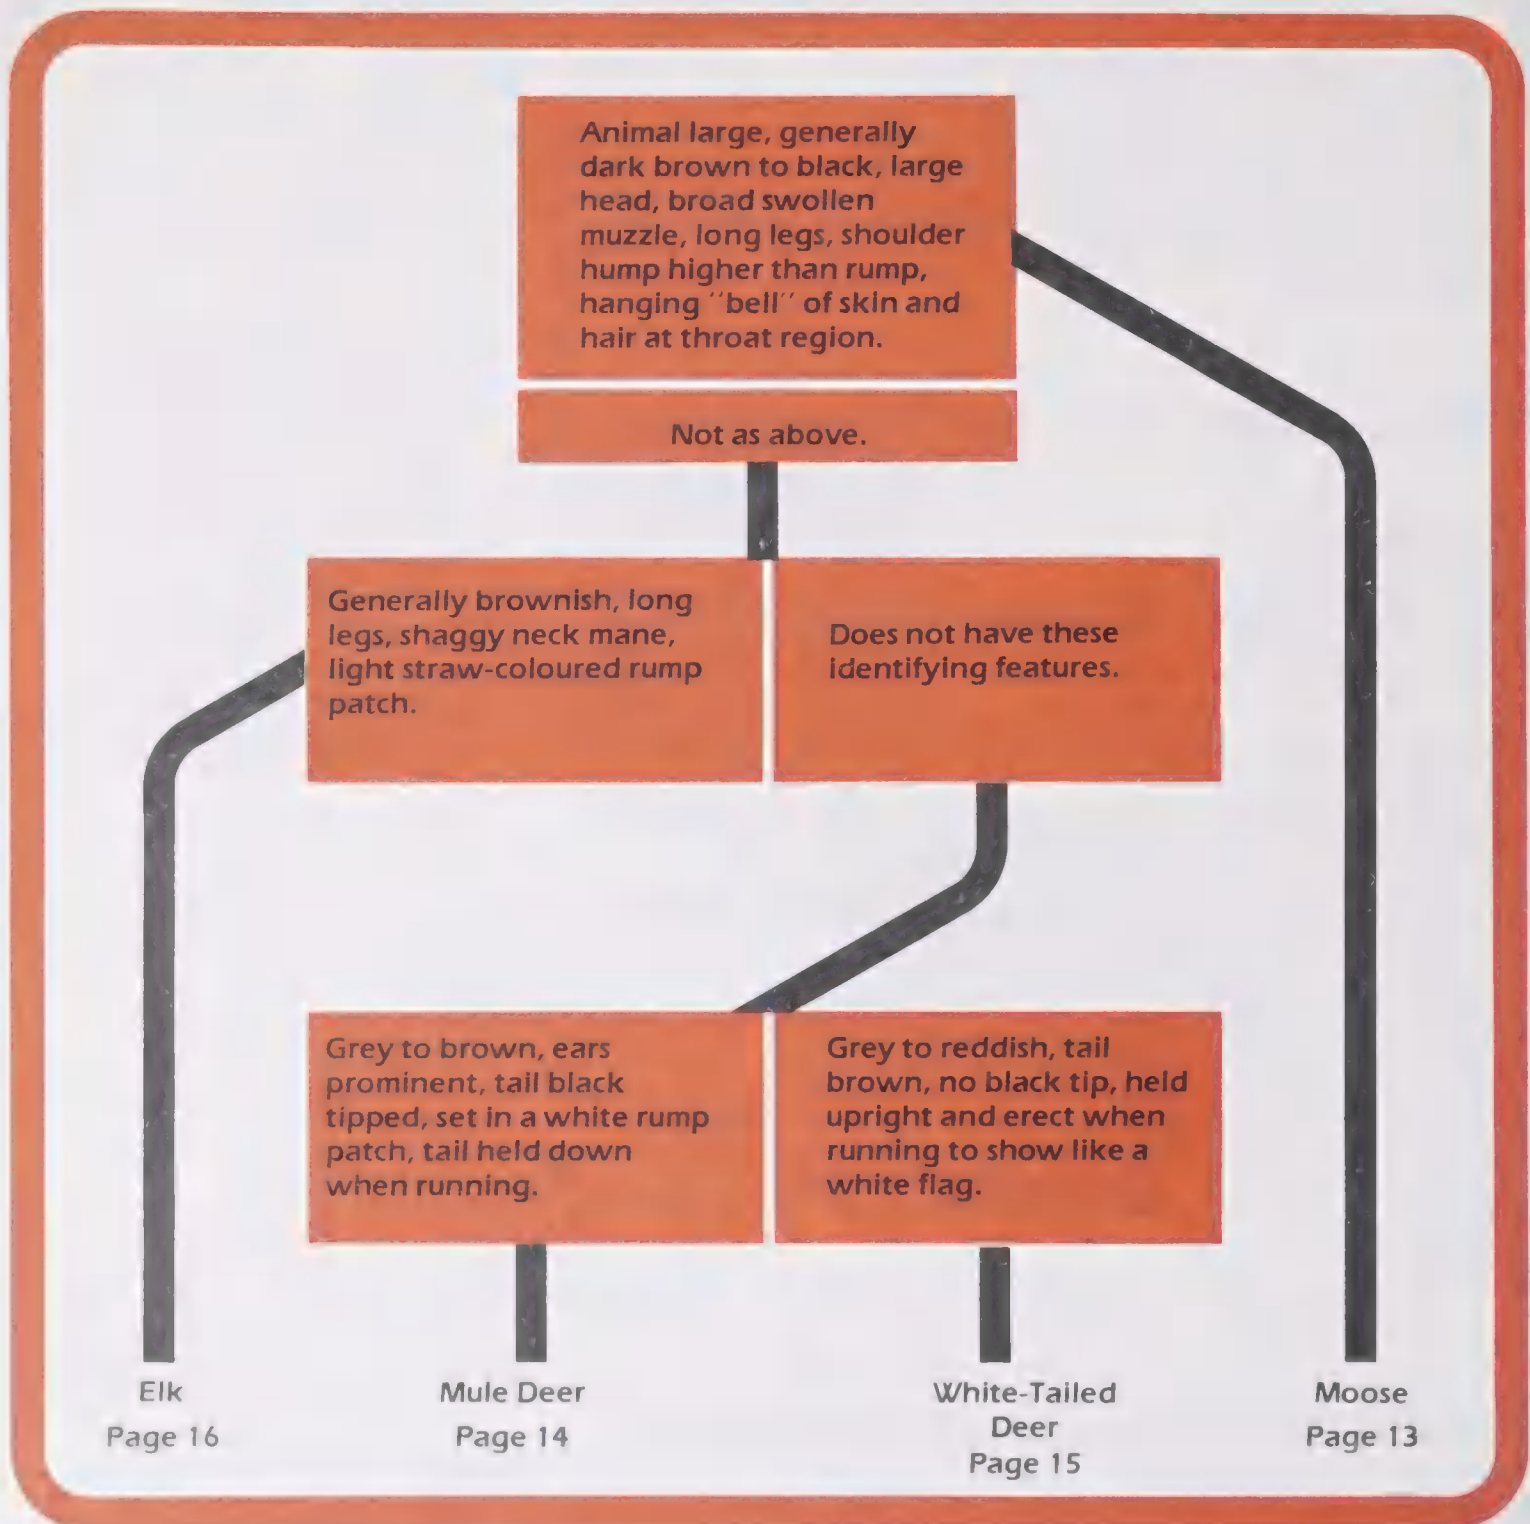 Animal large, generally
dark brown to black, large
head, broad swollen
muzzle, long legs, shoulder
hump higher than rump,
hanging "bell" of skin and
hair at throat region.
Not as above.
Generally brownish, long
legs, shaggy neck mane,
light straw-coloured rump
patch.
Does not have these
identifying features.
Grey to brown, ears
prominent, tail black
tipped, set in a white rump
patch, tail held down
when running.
Grey to reddish, tail
brown, no black tip, held
upright and erect when
running to show like a
white flag.
Elk
Page 16
Mule Deer
Page 14
White-Tailed
Deer
Page 15
Moose
Page 13